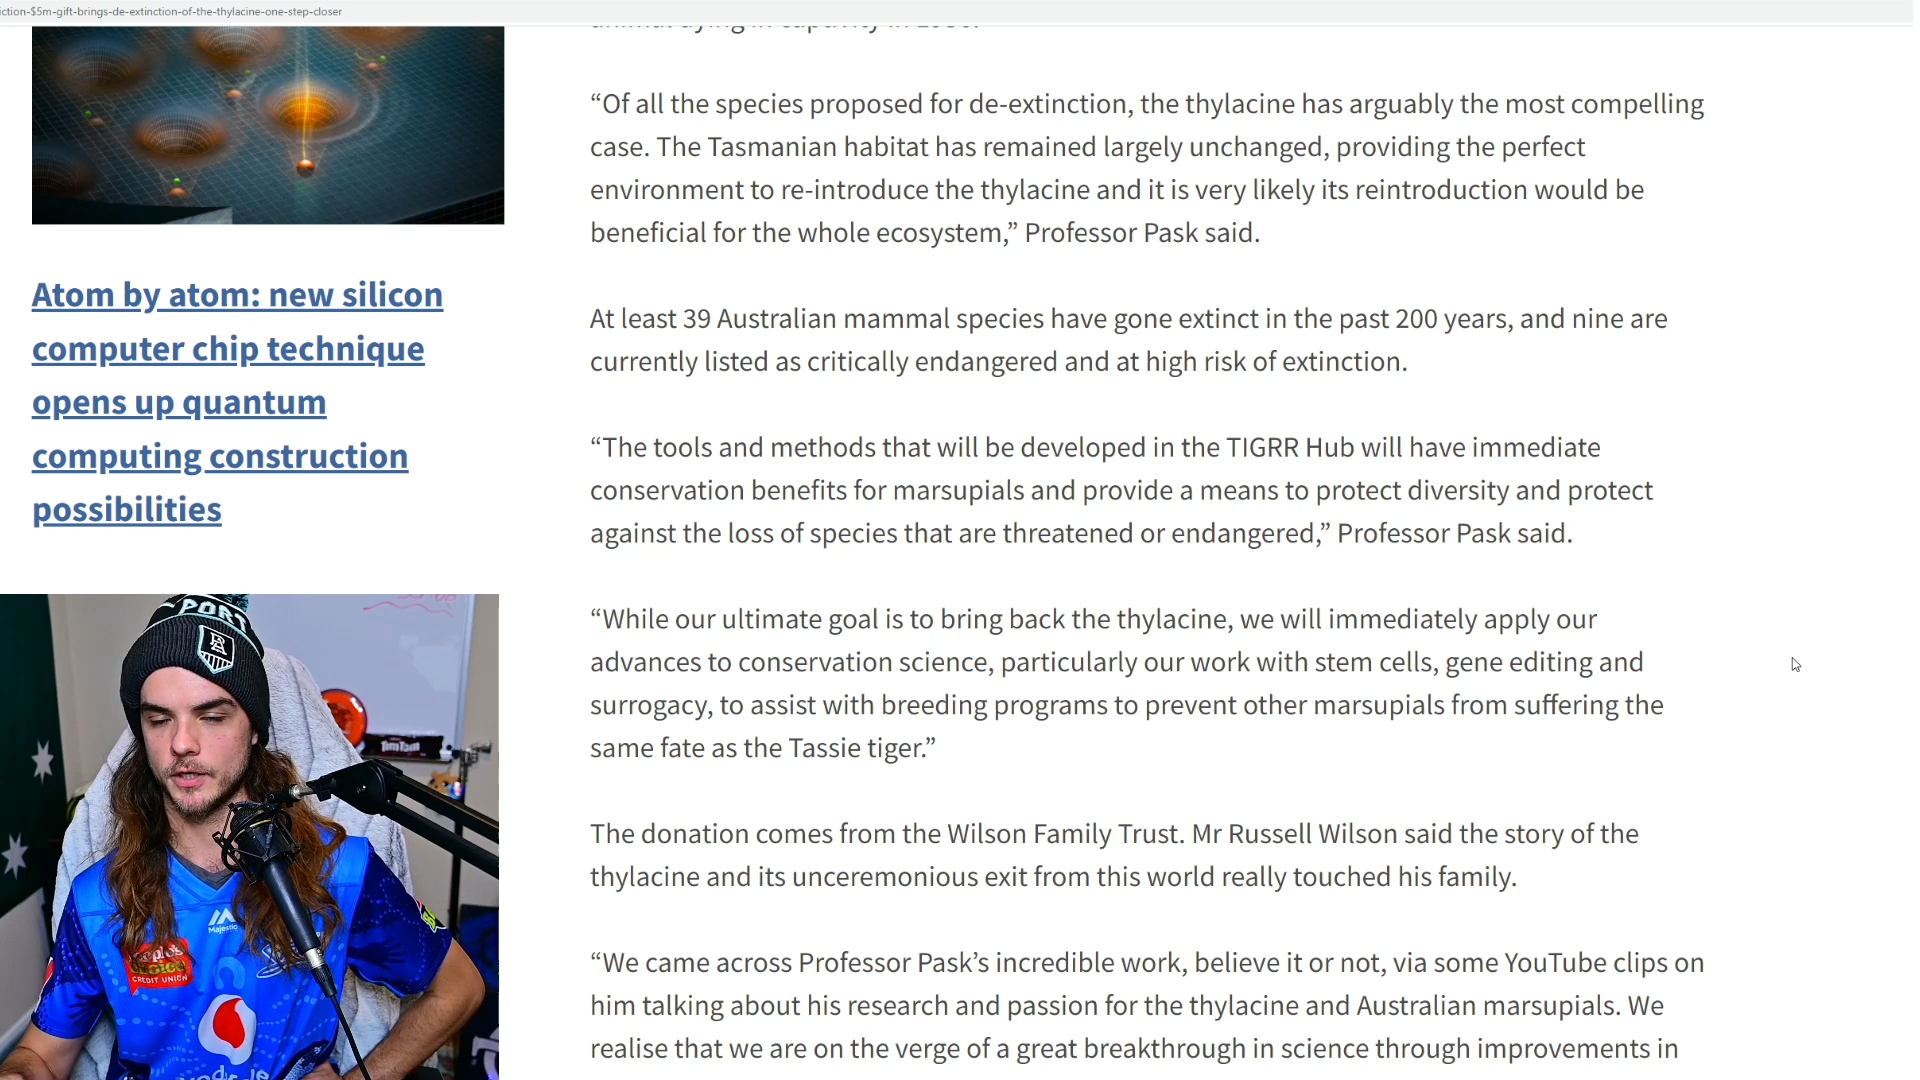 iction-$5m-gift-brings-de-extinction-of-the-thylacine-one-step-closer
“Of all the species proposed for de-extinction, the thylacine has arguably the most compelling
case. The Tasmanian habitat has remained largely unchanged, providing the perfect
environment to re-introduce the thylacine and it is very likely its reintroduction would be
beneficial for the whole ecosystem,” Professor Pask said.
At least 39 Australian mammal species have gone extinct in the past 200 years, and nine are
currently listed as critically endangered and at high risk of extinction.
“The tools and methods that will be developed in the TIGRR Hub will have immediate
conservation benefits for marsupials and provide a means to protect diversity and protect
against the loss of species that are threatened or endangered,” Professor Pask said.
“While our ultimate goal is to bring back the thylacine, we will immediately apply our
advances to conservation science, particularly our work with stem cells, gene editing and
surrogacy, to assist with breeding programs to prevent other marsupials from suffering the
same fate as the Tassie tiger.”
The donation comes from the Wilson Family Trust. Mr Russell Wilson said the story of the
thylacine and its unceremonious exit from this world really touched his family.
“We came across Professor Pask’s incredible work, believe it or not, via some YouTube clips on
him talking about his research and passion for the thylacine and Australian marsupials. We
realise that we are on the verge of a great breakthrough in science through improvements in
Atom by atom: new silicon
computer chip technique
opens up quantum
computing construction
possibilities
PORT
PA
TimTam
Majestic
People's
Choice
CREDIT UNION